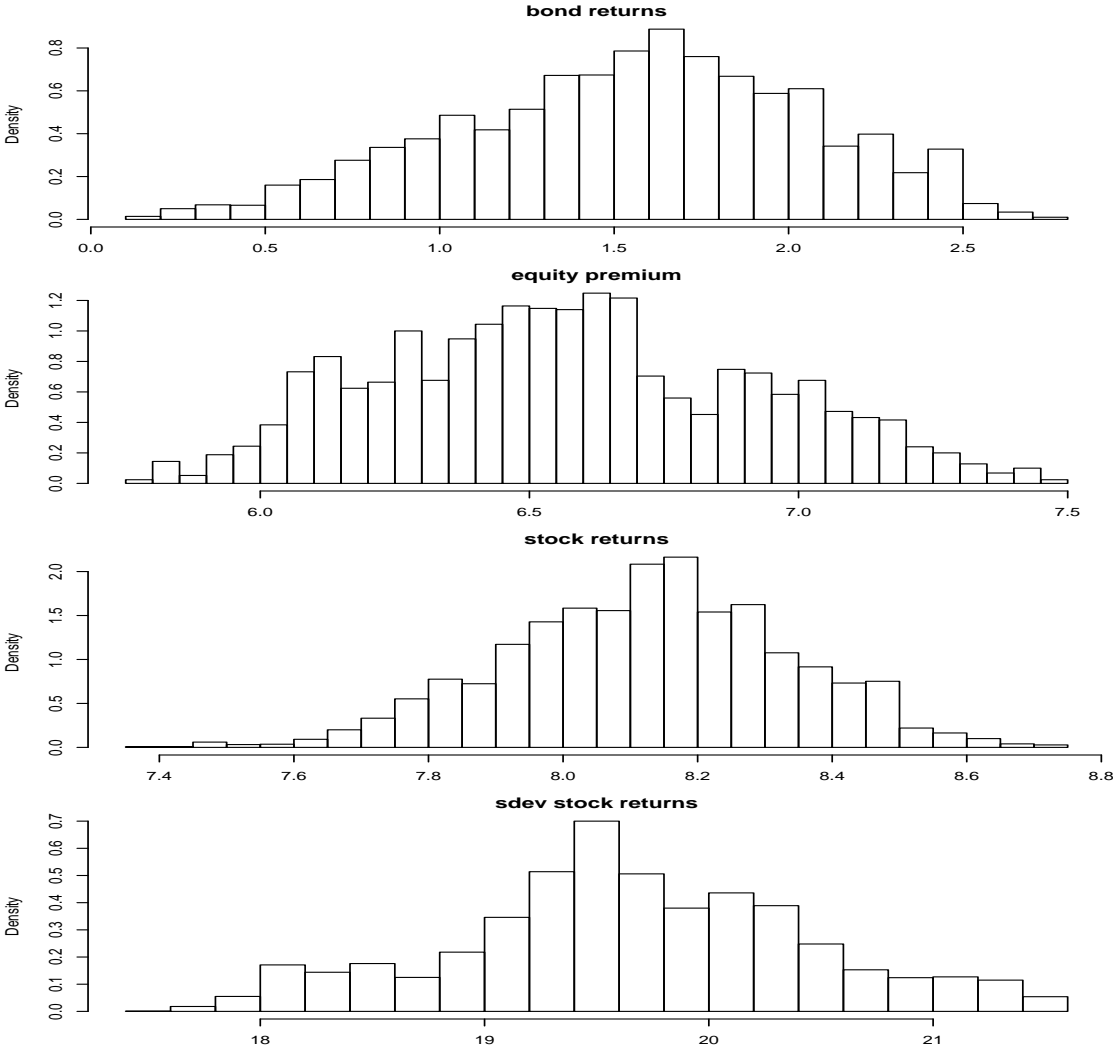 bond returns
Density
0.0 0.2 0.4 0.6 0.8
0.0 0.5 1.0 1.5 2.0 2.5
equity premium
Density
0.0 0.2 0.4 0.6 0.8 1.0 1.2
6.0 6.5 7.0 7.5
stock returns
Density
0.0 0.5 1.0 1.5 2.0
7.4 7.6 7.8 8.0 8.2 8.4 8.6 8.8
sdev stock returns
Density
0.0 0.1 0.2 0.3 0.4 0.5 0.6 0.7
18 19 20 21